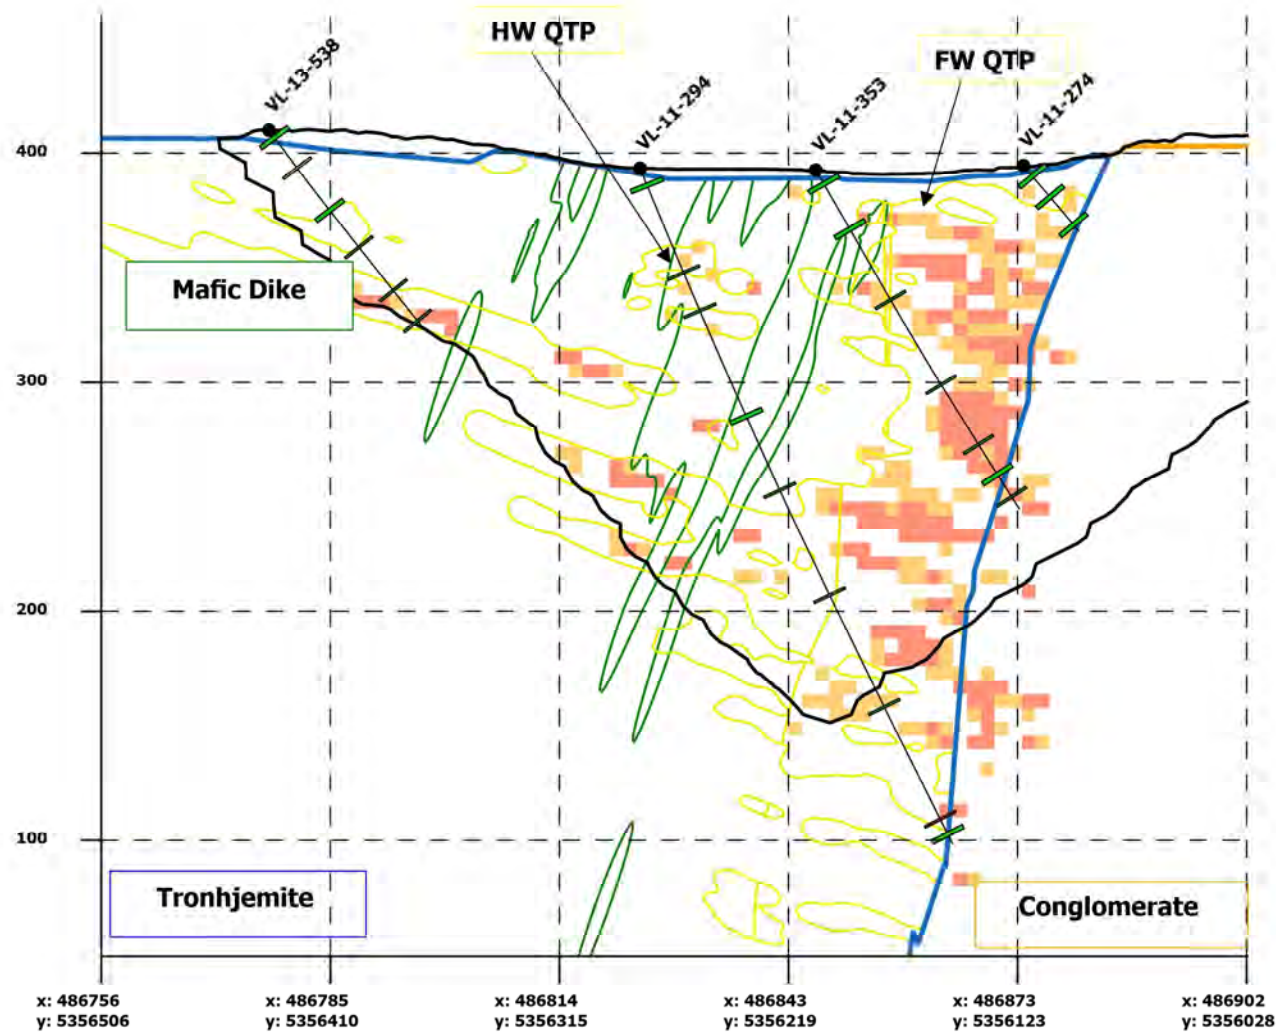 HW QTP
FW QTP
VL-13-538
VL-11-294
VL-11-353
VL-11-274
400
Mafic Dike
300
200
100
Tronhjemite
Conglomerate
x: 486756 x: 486785 x: 486814 x: 486843 x: 486873 x: 486902
y: 5356506 y: 5356410 y: 5356315 y: 5356219 y: 5356123 y: 5356028